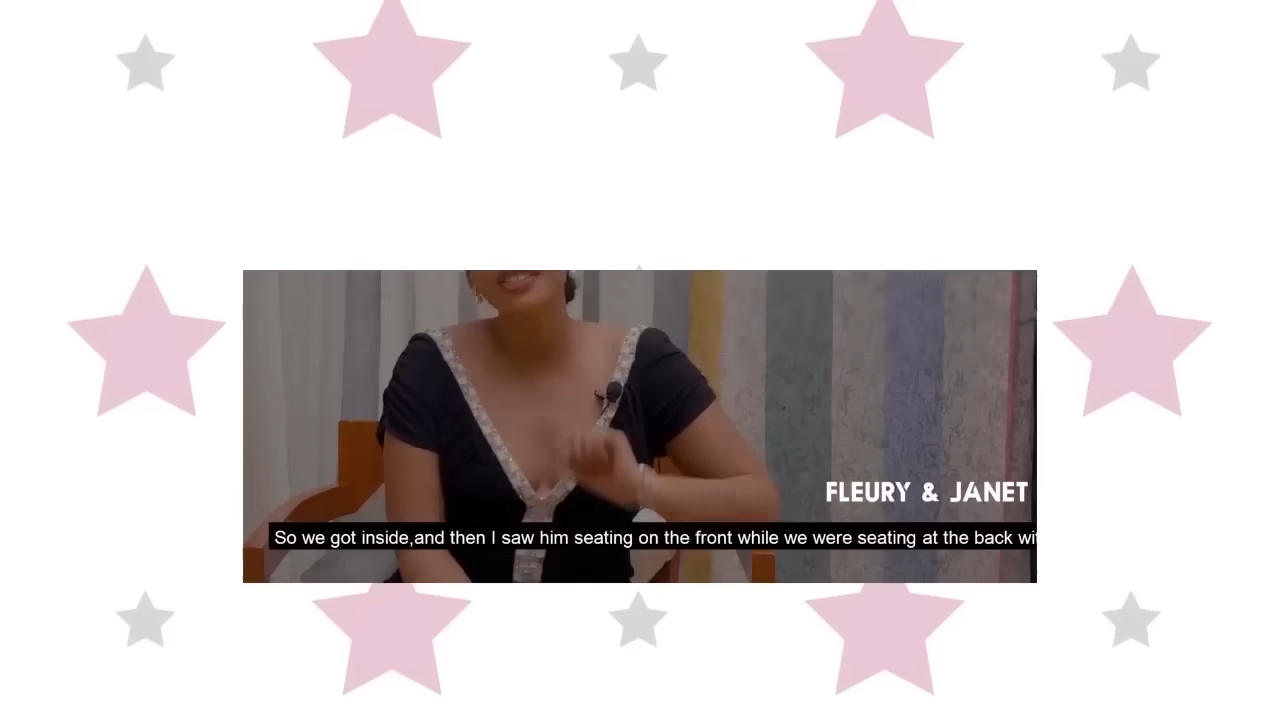 FLEURY & JANET
So we got inside,and then I saw him seating on the front while we were seating at the back